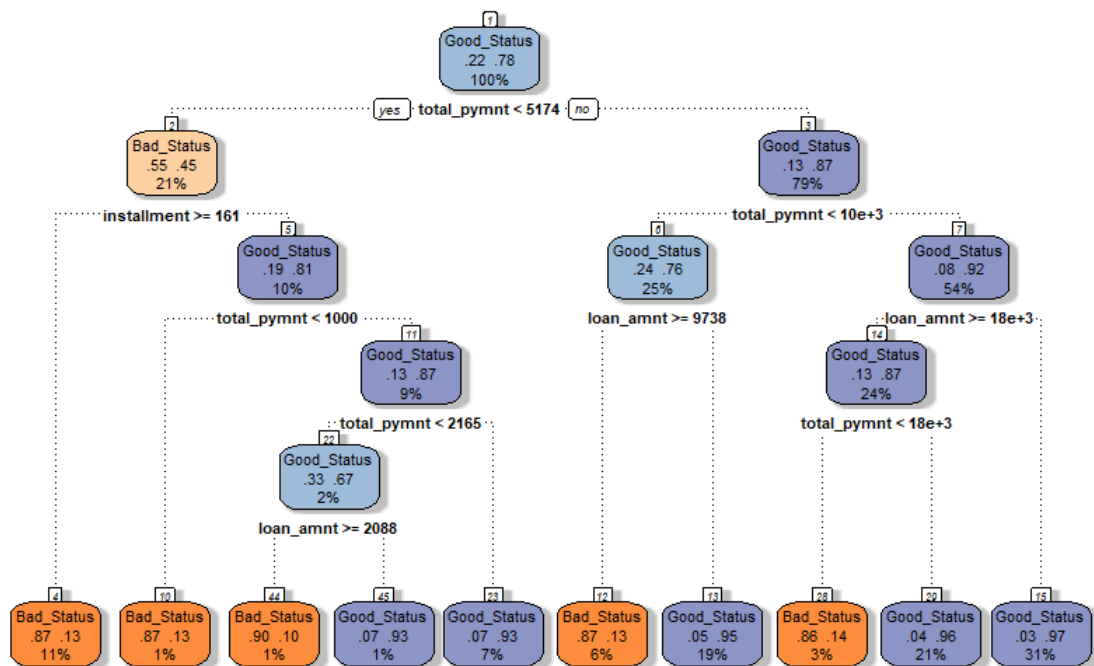 1
Good_Status
.22 .78
100%
yes total_pymnt < 5174 no
2
Bad_Status
.55 .45
21%
3
Good_Status
.13 .87
79%
installment >= 161
total_pymnt < 10e+3
5
Good_Status
.19 .81
10%
6
Good_Status
.24 .76
25%
7
Good_Status
.08 .92
54%
total_pymnt < 1000
loan_amnt >= 9738
loan_amnt >= 18e+3
11
Good_Status
.13 .87
9%
14
Good_Status
.13 .87
24%
total_pymnt < 2165
total_pymnt < 18e+3
22
Good_Status
.33 .67
2%
loan_amnt >= 2088
4
Bad_Status
.87 .13
11%
10
Bad_Status
.87 .13
1%
44
Bad_Status
.90 .10
1%
45
Good_Status
.07 .93
1%
23
Good_Status
.07 .93
7%
12
Bad_Status
.87 .13
6%
13
Good_Status
.05 .95
19%
28
Bad_Status
.86 .14
3%
29
Good_Status
.04 .96
21%
15
Good_Status
.03 .97
31%